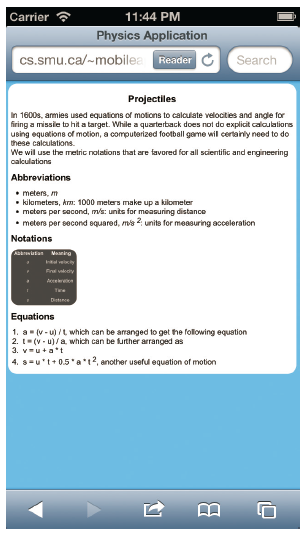 Carrier 11:44 PM
Physics Application
cs.smu.ca/~mobilea Reader Search
Projectiles
In 1600s, armies used equations of motions to calculate velocities and angle for
firing a missile to hit a target. While a quarterback does not do explicit calculations
using equations of motion, a computerized football game will certainly need to do
these calculations.
We will use the metric notations that are favored for all scientific and engineering
calculations
Abbreviations
• meters, m
• kilometers, km: 1000 meters make up a kilometer
• meters per second, m/s: units for measuring distance
• meters per second squared, m/s ²: units for measuring acceleration
Notations
Abbreviation Meaning
u Initial velocity
v Final velocity
a Acceleration
t Time
s Distance
Equations
1. a = (v - u) / t, which can be arranged to get the following equation
2. t = (v - u) / a, which can be further arranged as
3. v = u + a * t
4. s = u * t + 0.5 * a * t ², another useful equation of motion